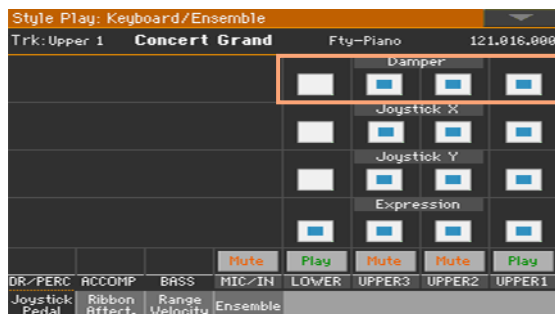 Style Play: Keyboard/Ensemble
Trk: Upper 1 Concert Grand Fty-Piano 121.016.000
Damper
Joystick X
Joystick Y
Expression
Mute Play Mute Mute Play
DR/PERC ACCOMP BASS MIC/IN LOWER UPPER3 UPPER2 UPPER1
Joystick Ribbon Range Ensemble
Pedal Affect. Velocity